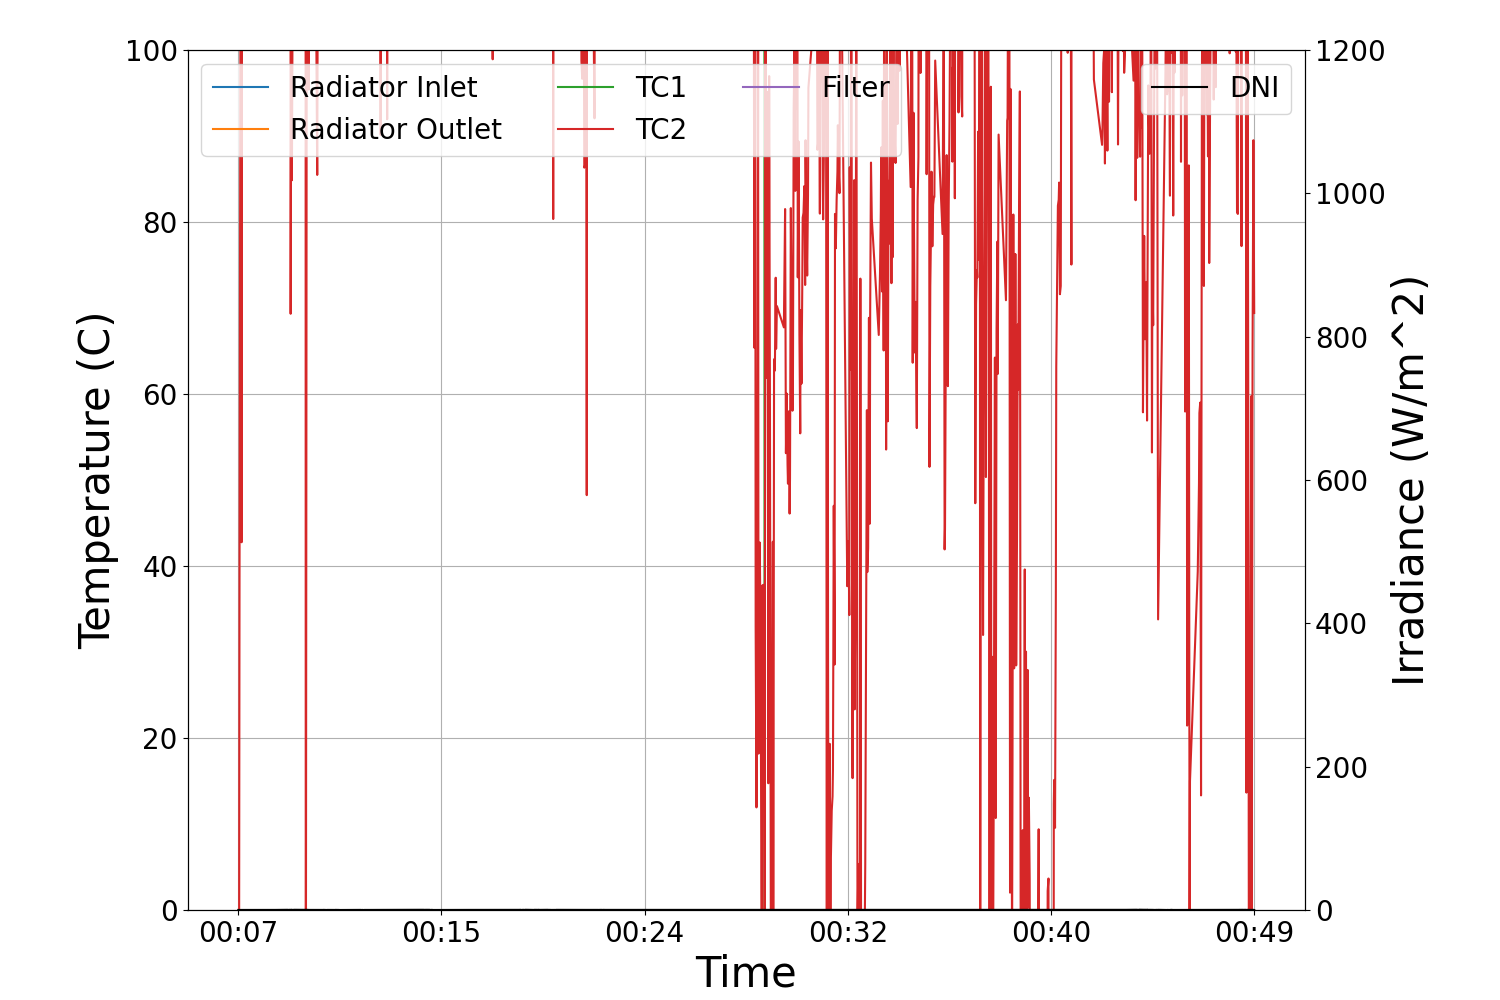 100
80
60
40
20
0
Temperature (C)
Radiator Inlet
Radiator Outlet
TC1
TC2
Filter
DNI
1200
1000
800
600
400
200
0
Irradiance (W/m^2)
00:07
00:15
00:24
00:32
00:40
00:49
Time